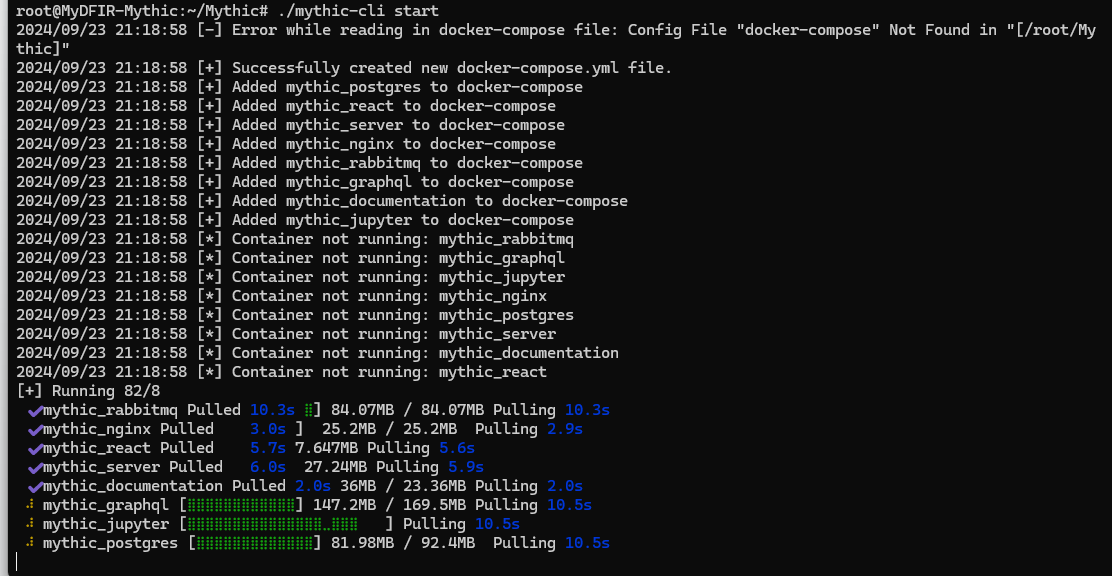 root@MyDFIR-Mythic:~/Mythic# ./mythic-cli start
2024/09/23 21:18:58 [-] Error while reading in docker-compose file: Config File "docker-compose" Not Found in "[/root/My
thic]"
2024/09/23 21:18:58 [+] Successfully created new docker-compose.yml file.
2024/09/23 21:18:58 [+] Added mythic_postgres to docker-compose
2024/09/23 21:18:58 [+] Added mythic_react to docker-compose
2024/09/23 21:18:58 [+] Added mythic_server to docker-compose
2024/09/23 21:18:58 [+] Added mythic_nginx to docker-compose
2024/09/23 21:18:58 [+] Added mythic_rabbitmq to docker-compose
2024/09/23 21:18:58 [+] Added mythic_graphql to docker-compose
2024/09/23 21:18:58 [+] Added mythic_documentation to docker-compose
2024/09/23 21:18:58 [+] Added mythic_jupyter to docker-compose
2024/09/23 21:18:58 [*] Container not running: mythic_rabbitmq
2024/09/23 21:18:58 [*] Container not running: mythic_graphql
2024/09/23 21:18:58 [*] Container not running: mythic_jupyter
2024/09/23 21:18:58 [*] Container not running: mythic_nginx
2024/09/23 21:18:58 [*] Container not running: mythic_postgres
2024/09/23 21:18:58 [*] Container not running: mythic_server
2024/09/23 21:18:58 [*] Container not running: mythic_documentation
2024/09/23 21:18:58 [*] Container not running: mythic_react
[+] Running 82/8
✔mythic_rabbitmq Pulled 10.3s ⣿] 84.07MB / 84.07MB Pulling 10.3s
✔mythic_nginx Pulled 3.0s ] 25.2MB / 25.2MB Pulling 2.9s
✔mythic_react Pulled 5.7s 7.647MB Pulling 5.6s
✔mythic_server Pulled 6.0s 27.24MB Pulling 5.9s
✔mythic_documentation Pulled 2.0s 36MB / 23.36MB Pulling 2.0s
⠼ mythic_graphql [⣿⣿⣿⣿⣿⣿⣿⣿⣿⣿⣿⣿] 147.2MB / 169.5MB Pulling 10.5s
⠼ mythic_jupyter [⣿⣿⣿⣿⣿⣿⣿⣿⣿⣿⣿⣿⣿⣿⣿⣀⣿⣿⣿   ] Pulling 10.5s
⠼ mythic_postgres [⣿⣿⣿⣿⣿⣿⣿⣿⣿⣿⣿⣿⣿] 81.98MB / 92.4MB Pulling 10.5s